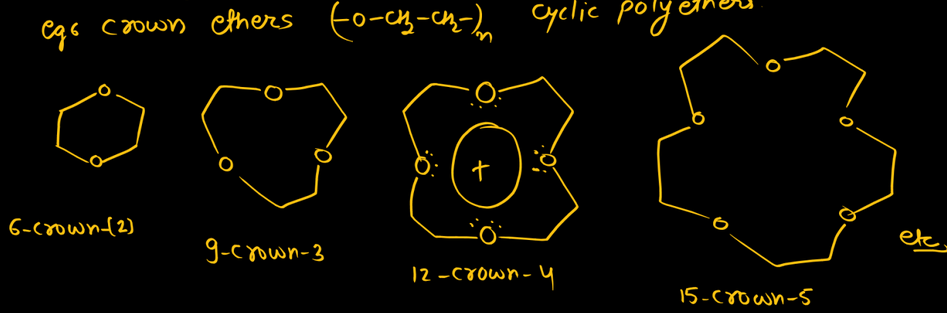 eg6 crown ethers (-O-CH2-CH2-)n cyclic polyethers.
O O O O O
O O O + O O O
O O O O
6-crown-(2)
9-crown-3
12-crown-4
15-crown-5
etc.